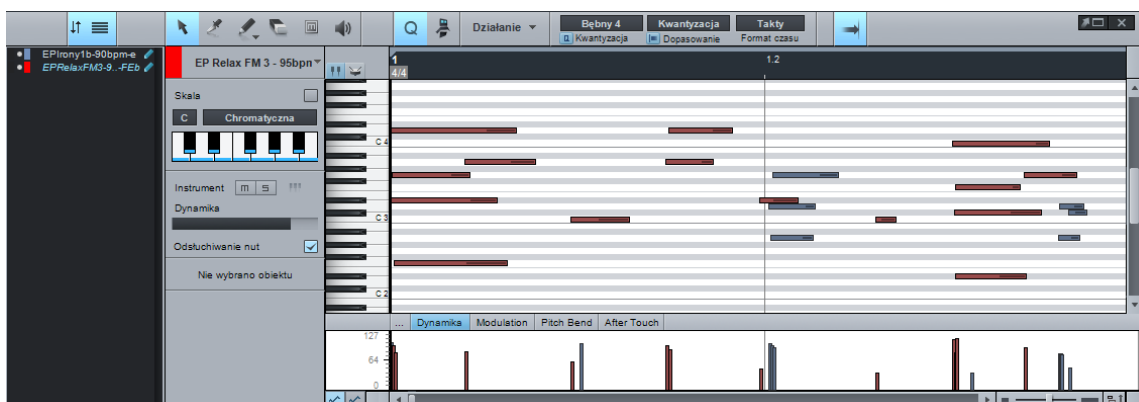 Q Działanie Bębny 4 Kwantyzacja Takty
Q Kwantyzacja Dopasowanie Format czasu
EPIrony1b-90bpm-e
EPRelaxFM3-9..-FEb
EP Relax FM 3 - 95bpn
1 1.2
4/4
Skala
C Chromatyczna
C 4
Instrument m s
Dynamika
C 3
Odsłuchiwanie nut
Nie wybrano obiektu
C 2
... Dynamika Modulation Pitch Bend After Touch
127
64
0